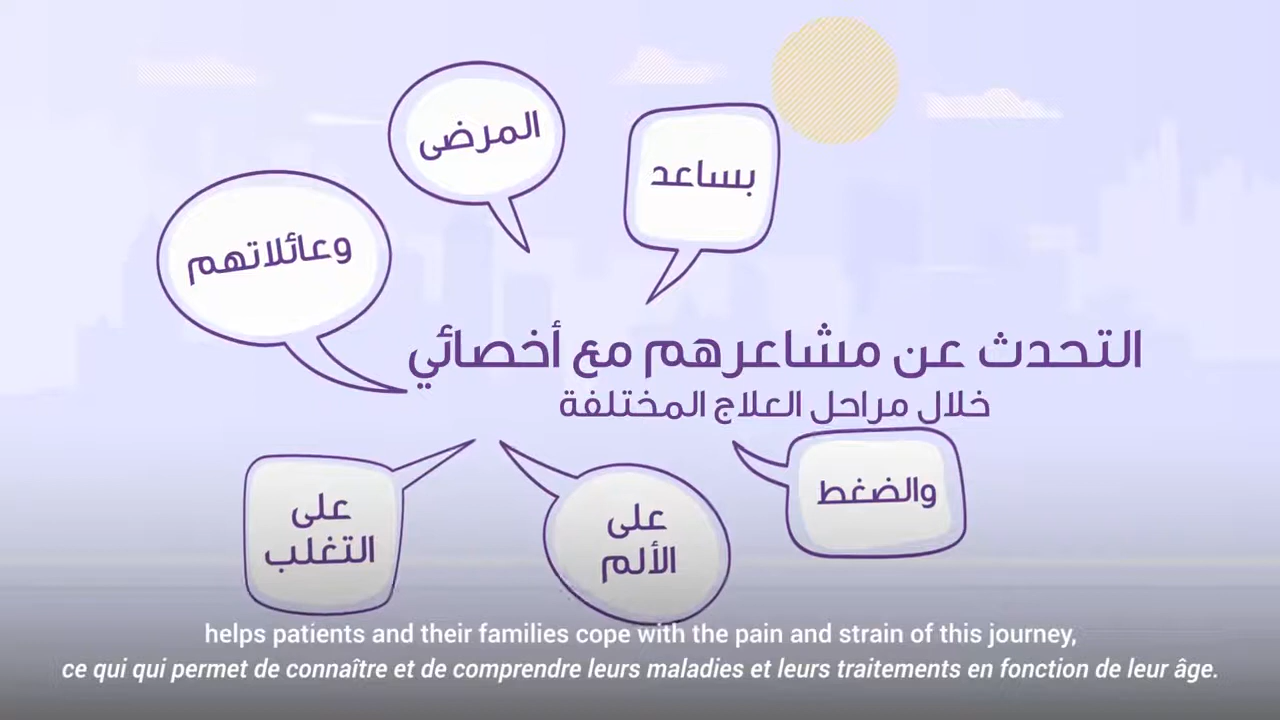 بساعد
المرضى
وعائلاتهم
التحدث عن مشاعرهم مع أخصائي
خلال مراحل العلاج المختلفة
على
التغلب
على
الألم
والضغط
helps patients and their families cope with the pain and strain of this journey,
ce qui qui permet de connaître et de comprendre leurs maladies et leurs traitements en fonction de leur âge.